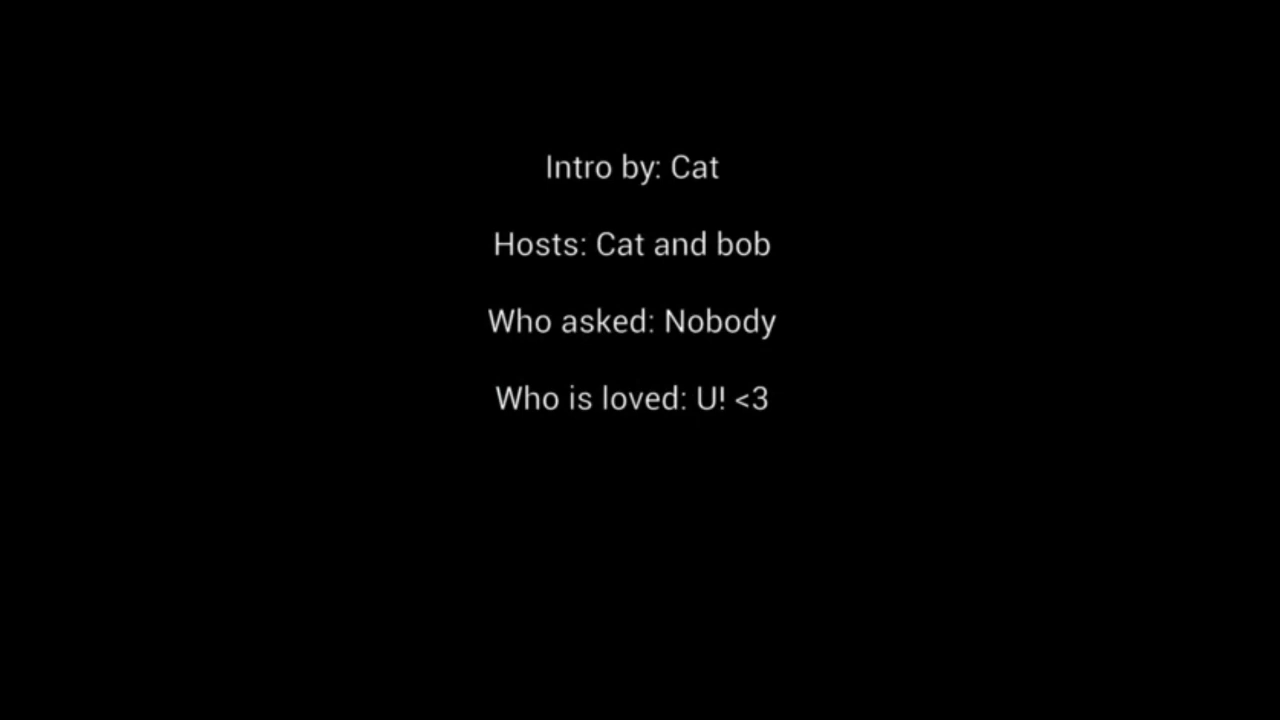 Intro by: Cat
Hosts: Cat and bob
Who asked: Nobody
Who is loved: U! <3